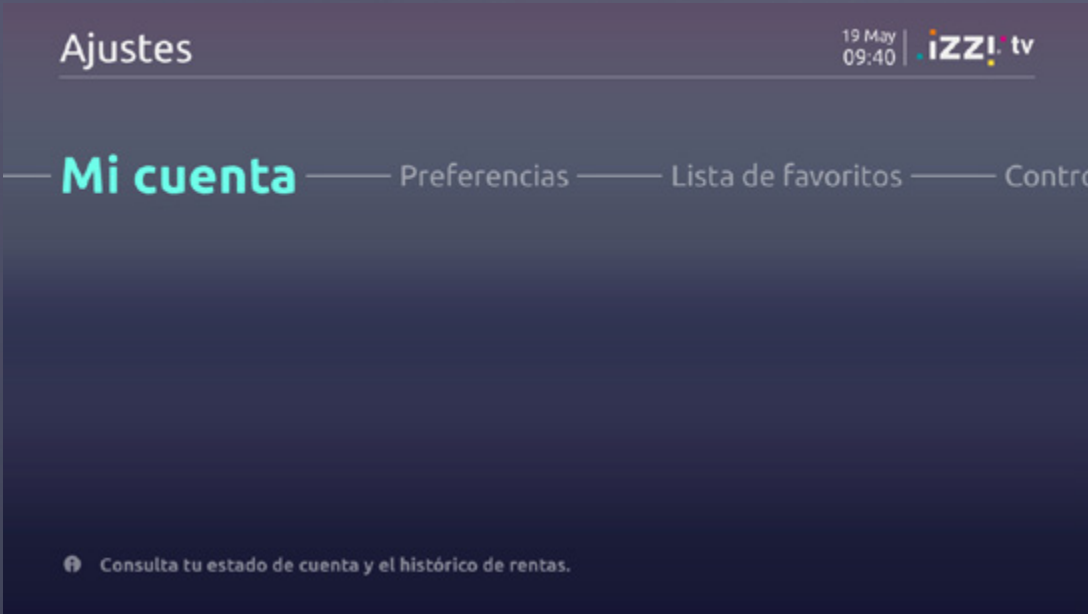 Ajustes
19 May
09:40
izzi tv
Mi cuenta
Preferencias
Lista de favoritos
Contro
Consulta tu estado de cuenta y el histórico de rentas.